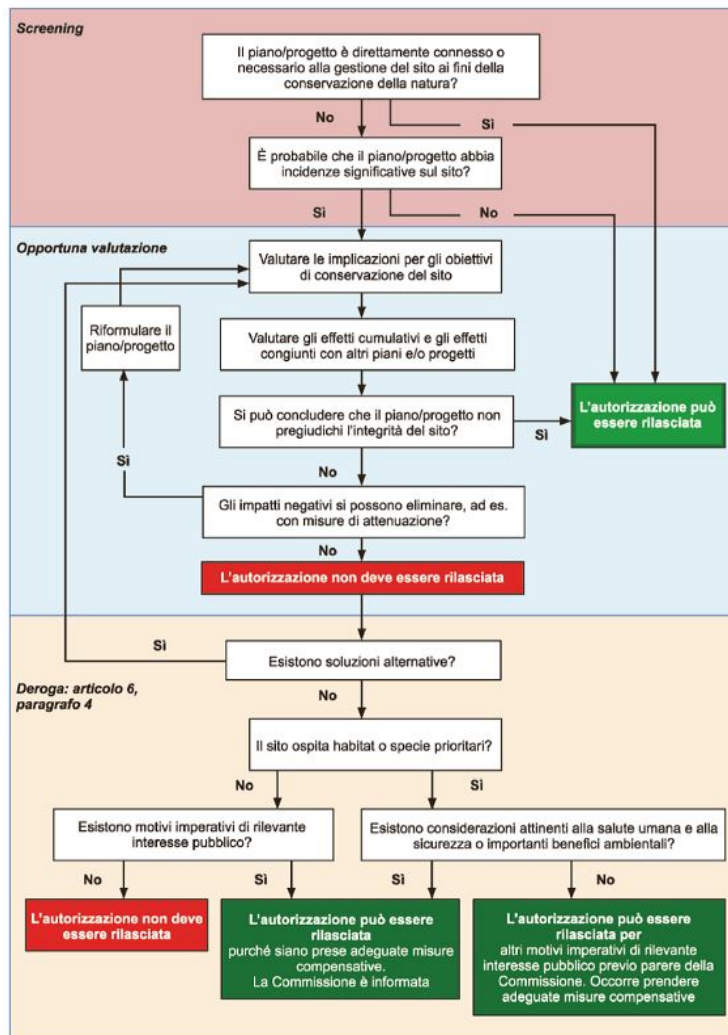 Screening
Il piano/progetto è direttamente connesso o
necessario alla gestione del sito ai fini della
conservazione della natura?
No
Sì
È probabile che il piano/progetto abbia
incidenze significative sul sito?
Sì
No
Opportuna valutazione
Valutare le implicazioni per gli obiettivi
di conservazione del sito
Riformulare il
piano/progetto
Valutare gli effetti cumulativi e gli effetti
congiunti con altri piani e/o progetti
L'autorizzazione può
essere rilasciata
Si può concludere che il piano/progetto non
pregiudichi l'integrità del sito?
Sì
Sì
No
Gli impatti negativi si possono eliminare, ad es.
con misure di attenuazione?
No
L'autorizzazione non deve essere rilasciata
Sì
Esistono soluzioni alternative?
Deroga: articolo 6,
paragrafo 4
No
Il sito ospita habitat o specie prioritari?
No
Sì
Esistono motivi imperativi di rilevante
interesse pubblico?
Esistono considerazioni attinenti alla salute umana e alla
sicurezza o importanti benefici ambientali?
No
Sì
Sì
No
L'autorizzazione non deve
essere rilasciata
L'autorizzazione può essere
rilasciata
purché siano prese adeguate misure
compensative.
La Commissione è informata
L'autorizzazione può essere
rilasciata per
altri motivi imperativi di rilevante
interesse pubblico previo parere della
Commissione. Occorre prendere
adeguate misure compensative